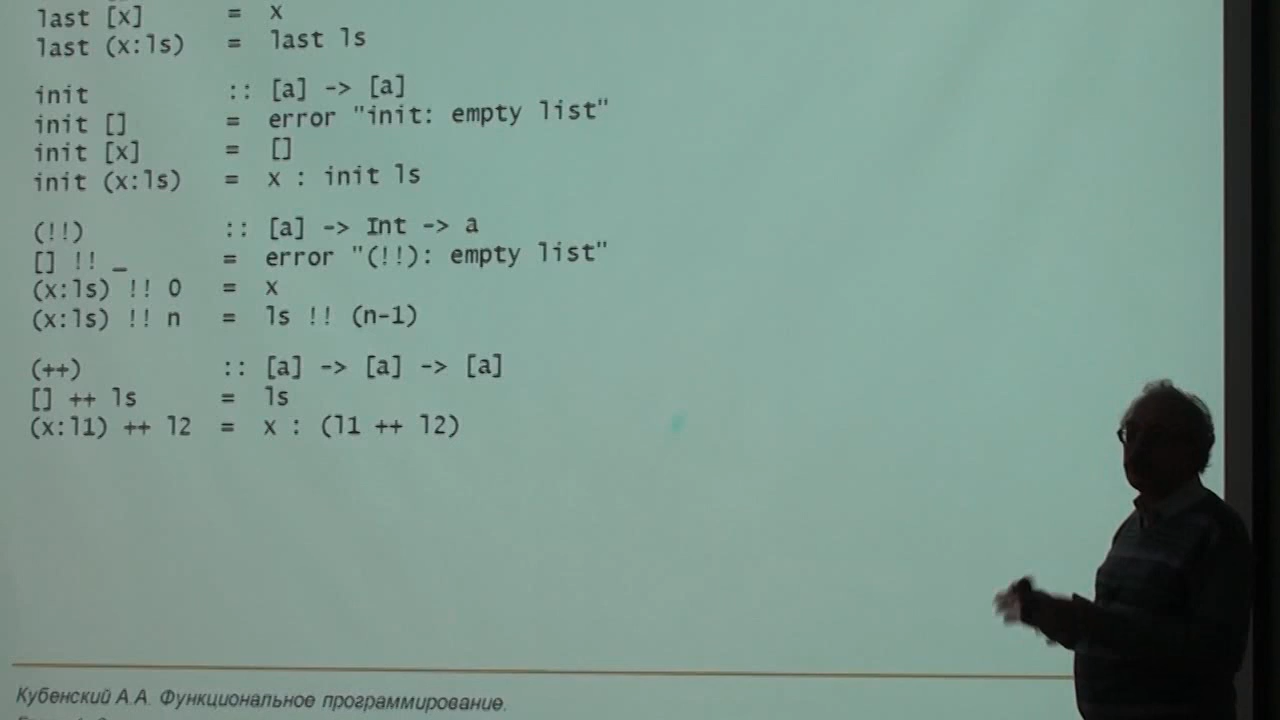 last [x] = x
last (x:ls) = last ls
init :: [a] -> [a]
init [] = error "init: empty list"
init [x] = []
init (x:ls) = x : init ls
(!!) :: [a] -> Int -> a
[] !! _ = error "(!!): empty list"
(x:ls) !! 0 = x
(x:ls) !! n = ls !! (n-1)
(++) :: [a] -> [a] -> [a]
[] ++ ls = ls
(x:l1) ++ l2 = x : (l1 ++ l2)
Кубенский А.А. Функциональное программирование.